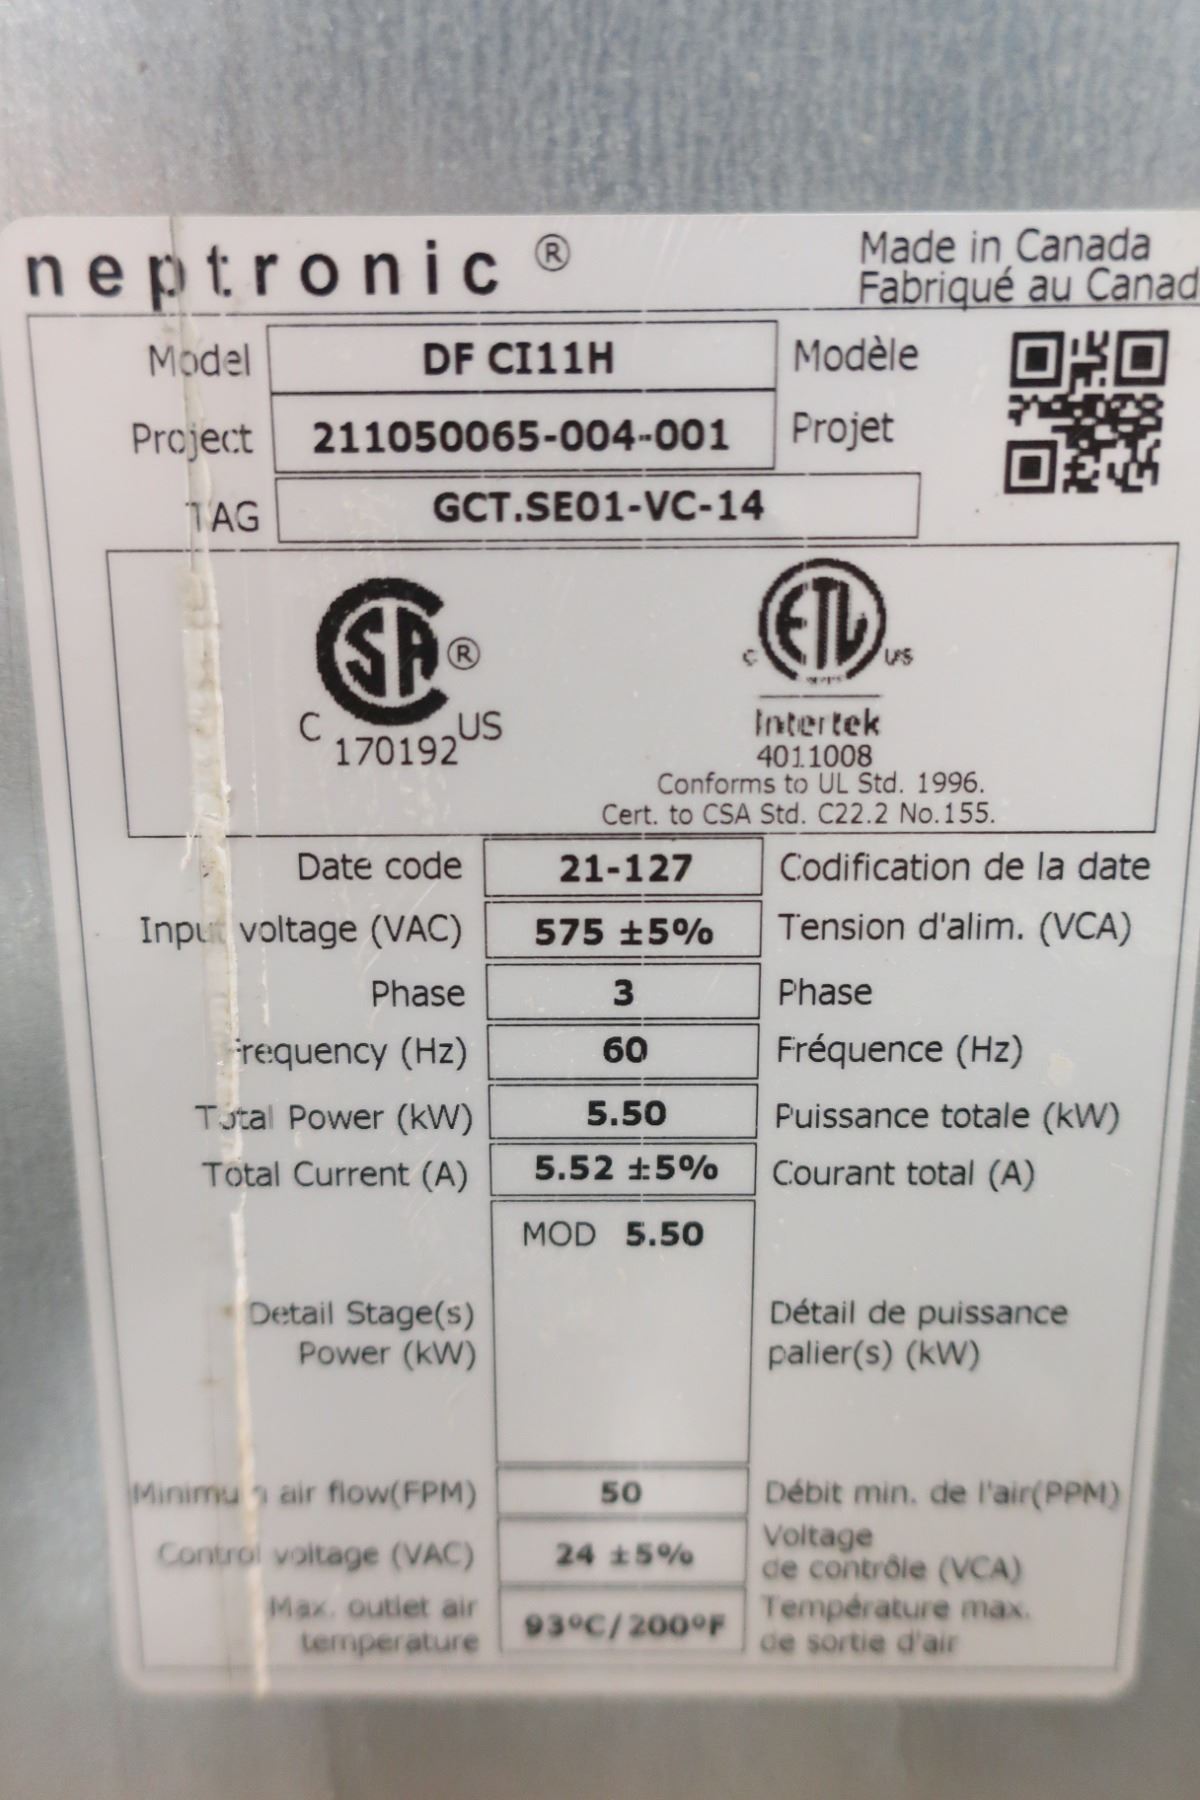 neptronic ®
Made in Canada
Fabriqué au Canad
Model DF CI11H Modèle
Project 211050065-004-001 Projet
TAG GCT.SE01-VC-14
CSA ®
C US
170192
ETL
C US
Intertek
4011008
Conforms to UL Std. 1996.
Cert. to CSA Std. C22.2 No.155.
Date code 21-127 Codification de la date
Input voltage (VAC) 575 ±5% Tension d'alim. (VCA)
Phase 3 Phase
Frequency (Hz) 60 Fréquence (Hz)
Total Power (kW) 5.50 Puissance totale (kW)
Total Current (A) 5.52 ±5% Courant total (A)
MOD 5.50
Detail Stage(s) Power (kW)
Détail de puissance palier(s) (kW)
Minimum air flow(FPM) 50 Débit min. de l'air(PPM)
Control voltage (VAC) 24 ±5% Voltage de contrôle (VCA)
Max. outlet air temperature 93°C/200°F Température max. de sortie d'air